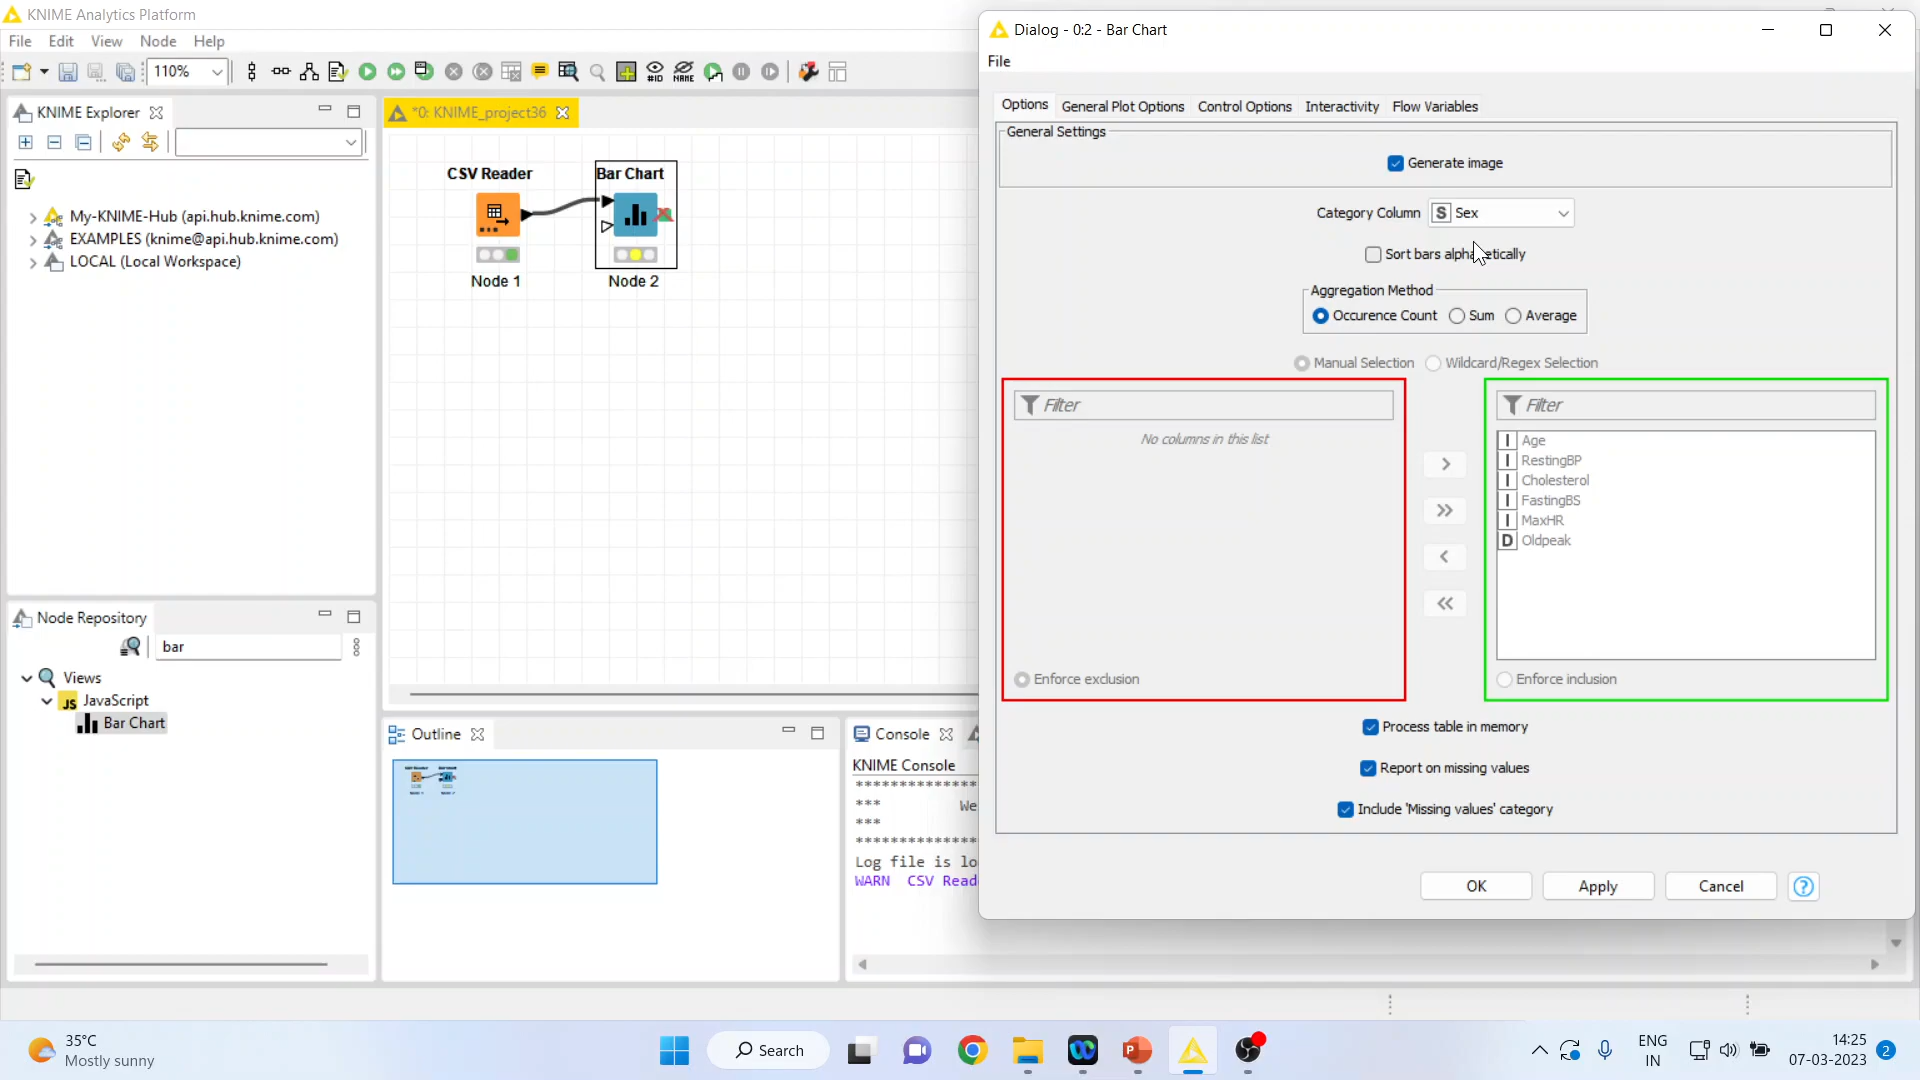 KNIME Analytics Platform
File Edit View Node Help
110%
#ID NAME
KNIME Explorer
My-KNIME-Hub (api.hub.knime.com)
EXAMPLES (knime@api.hub.knime.com)
LOCAL (Local Workspace)
Node Repository
bar
Views
JS JavaScript
Bar Chart
*0: KNIME_project36
CSV Reader Bar Chart
Node 1 Node 2
Outline
Console
KNIME Console
***************
*** We
***
***************
Log file is lo
WARN CSV Read
Dialog - 0:2 - Bar Chart
File
Options General Plot Options Control Options Interactivity Flow Variables
General Settings
Generate image
Category Column S Sex
Sort bars alphabetically
Aggregation Method
Occurence Count Sum Average
Manual Selection Wildcard/Regex Selection
Filter
No columns in this list
Enforce exclusion
> 
>>
<
<<
Filter
I Age
I RestingBP
I Cholesterol
I FastingBS
I MaxHR
D Oldpeak
Enforce inclusion
Process table in memory
Report on missing values
Include 'Missing values' category
OK Apply Cancel ?
35°C
Mostly sunny
Search
ENG
IN
14:25
07-03-2023
2